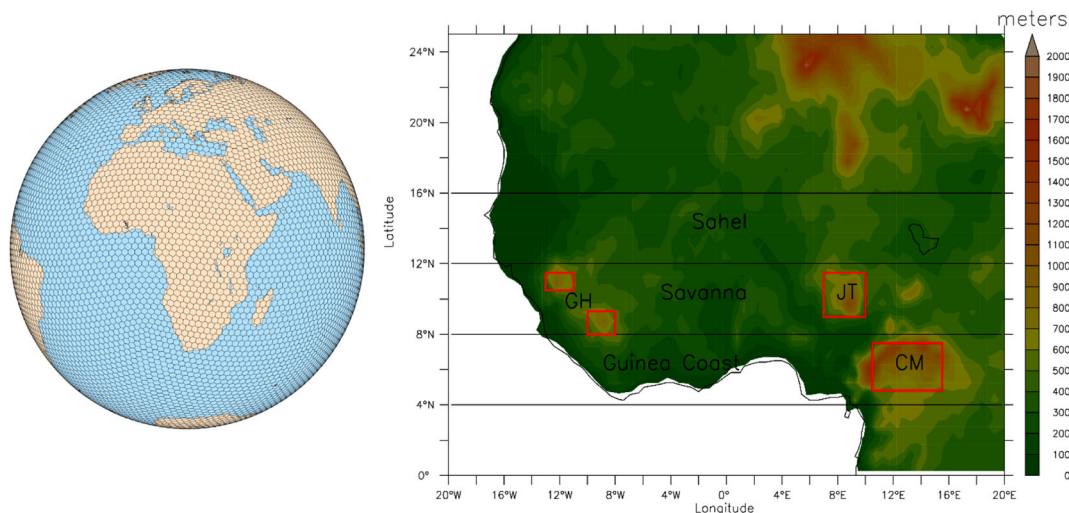 meters
24°N
20°N
16°N
12°N
8°N
4°N
0°
Latitude
Sahel
Savanna
GH
JT
Guinea Coast
CM
20°W 16°W 12°W 8°W 4°W 0° 4°E 8°E 12°E 16°E 20°E
Longitude
2000
1900
1800
1700
1600
1500
1400
1300
1200
1100
1000
900
800
700
600
500
400
300
200
100
0